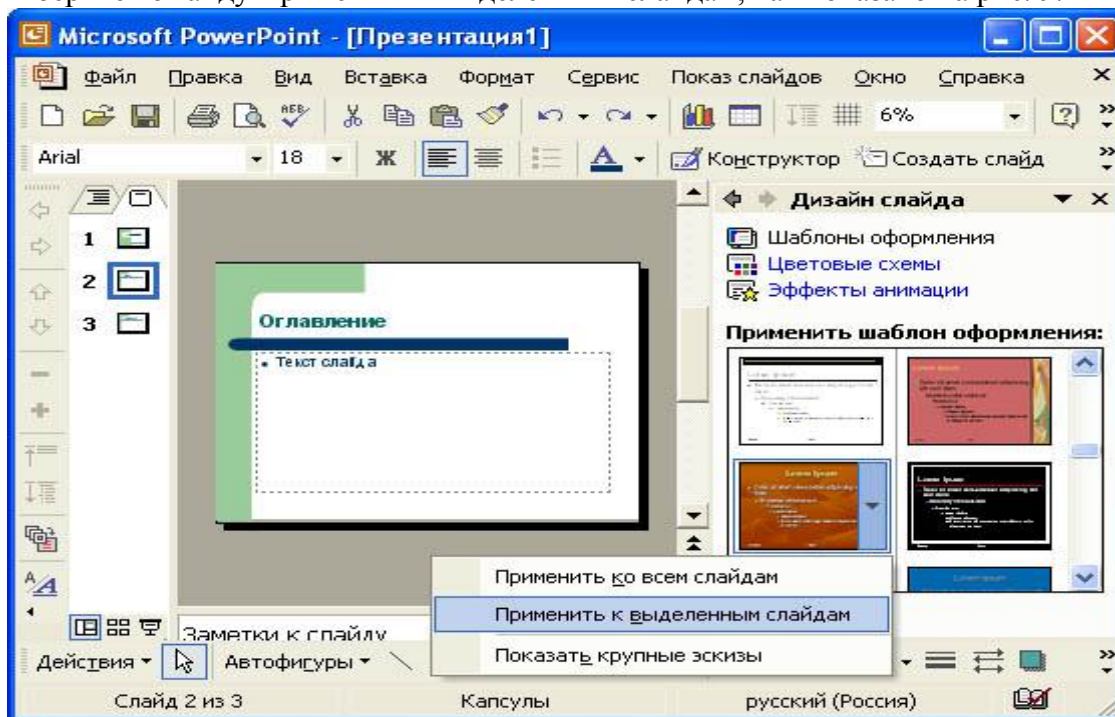 Microsoft PowerPoint - [Презентация1]
Файл Правка Вид Вставка Формат Сервис Показ слайдов Окно Справка
6%
Arial 18 Ж Конструктор Создать слайд
Дизайн слайда
1
2
3
Шаблоны оформления
Цветовые схемы
Эффекты анимации
Применить шаблон оформления:
Оглавление
• Текст слайда
Применить ко всем слайдам
Применить к выделенным слайдам
Показать крупные эскизы
Заметки к слайду
Действия Автофигуры
Слайд 2 из 3 Капсулы русский (Россия)